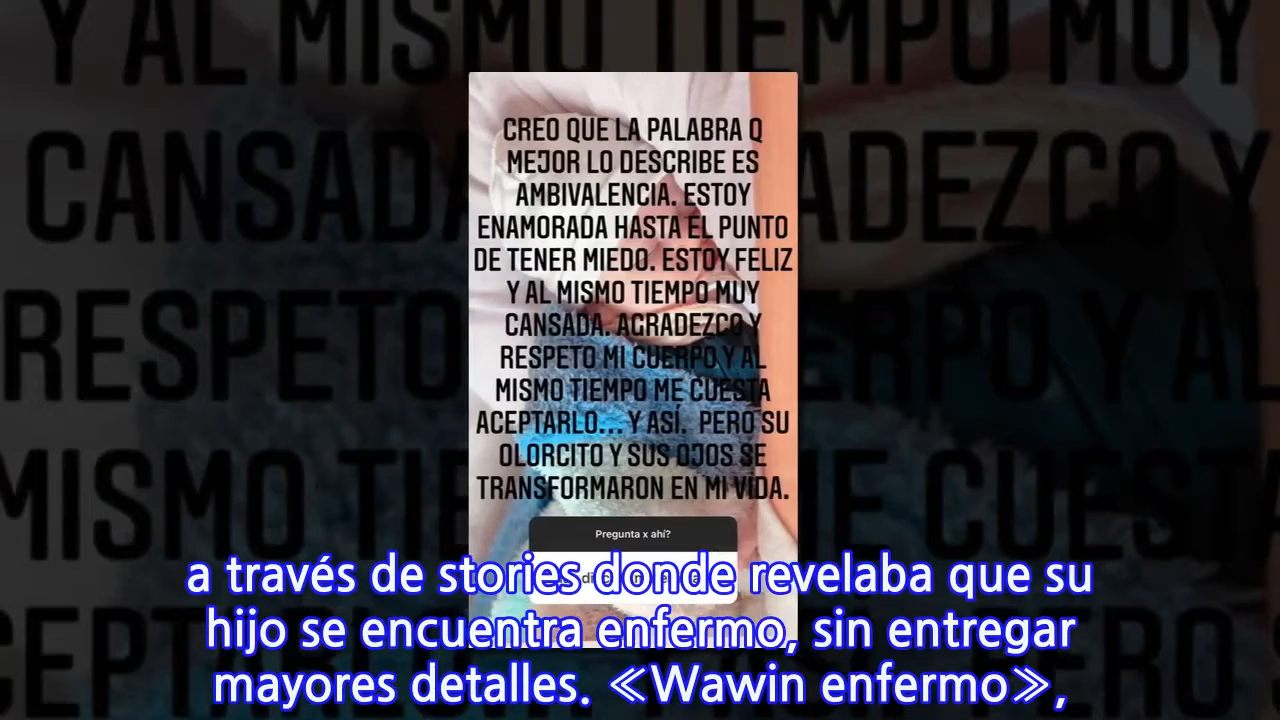 CREO QUE LA PALABRA Q
MEJOR LO DESCRIBE ES
AMBIVALENCIA. ESTOY
ENAMORADA HASTA EL PUNTO
DE TENER MIEDO. ESTOY FELIZ
Y AL MISMO TIEMPO MUY
CANSADA. AGRADEZCO Y
RESPETO MI CUERPO Y AL
MISMO TIEMPO ME CUESTA
ACEPTARLO... Y ASÍ. PERO SU
OLORCITO Y SUS OJOS SE
TRANSFORMARON EN MI VIDA.
Pregunta x ahí?
a través de stories donde revelaba que su
hijo se encuentra enfermo, sin entregar
mayores detalles. ≪Wawin enfermo≫,